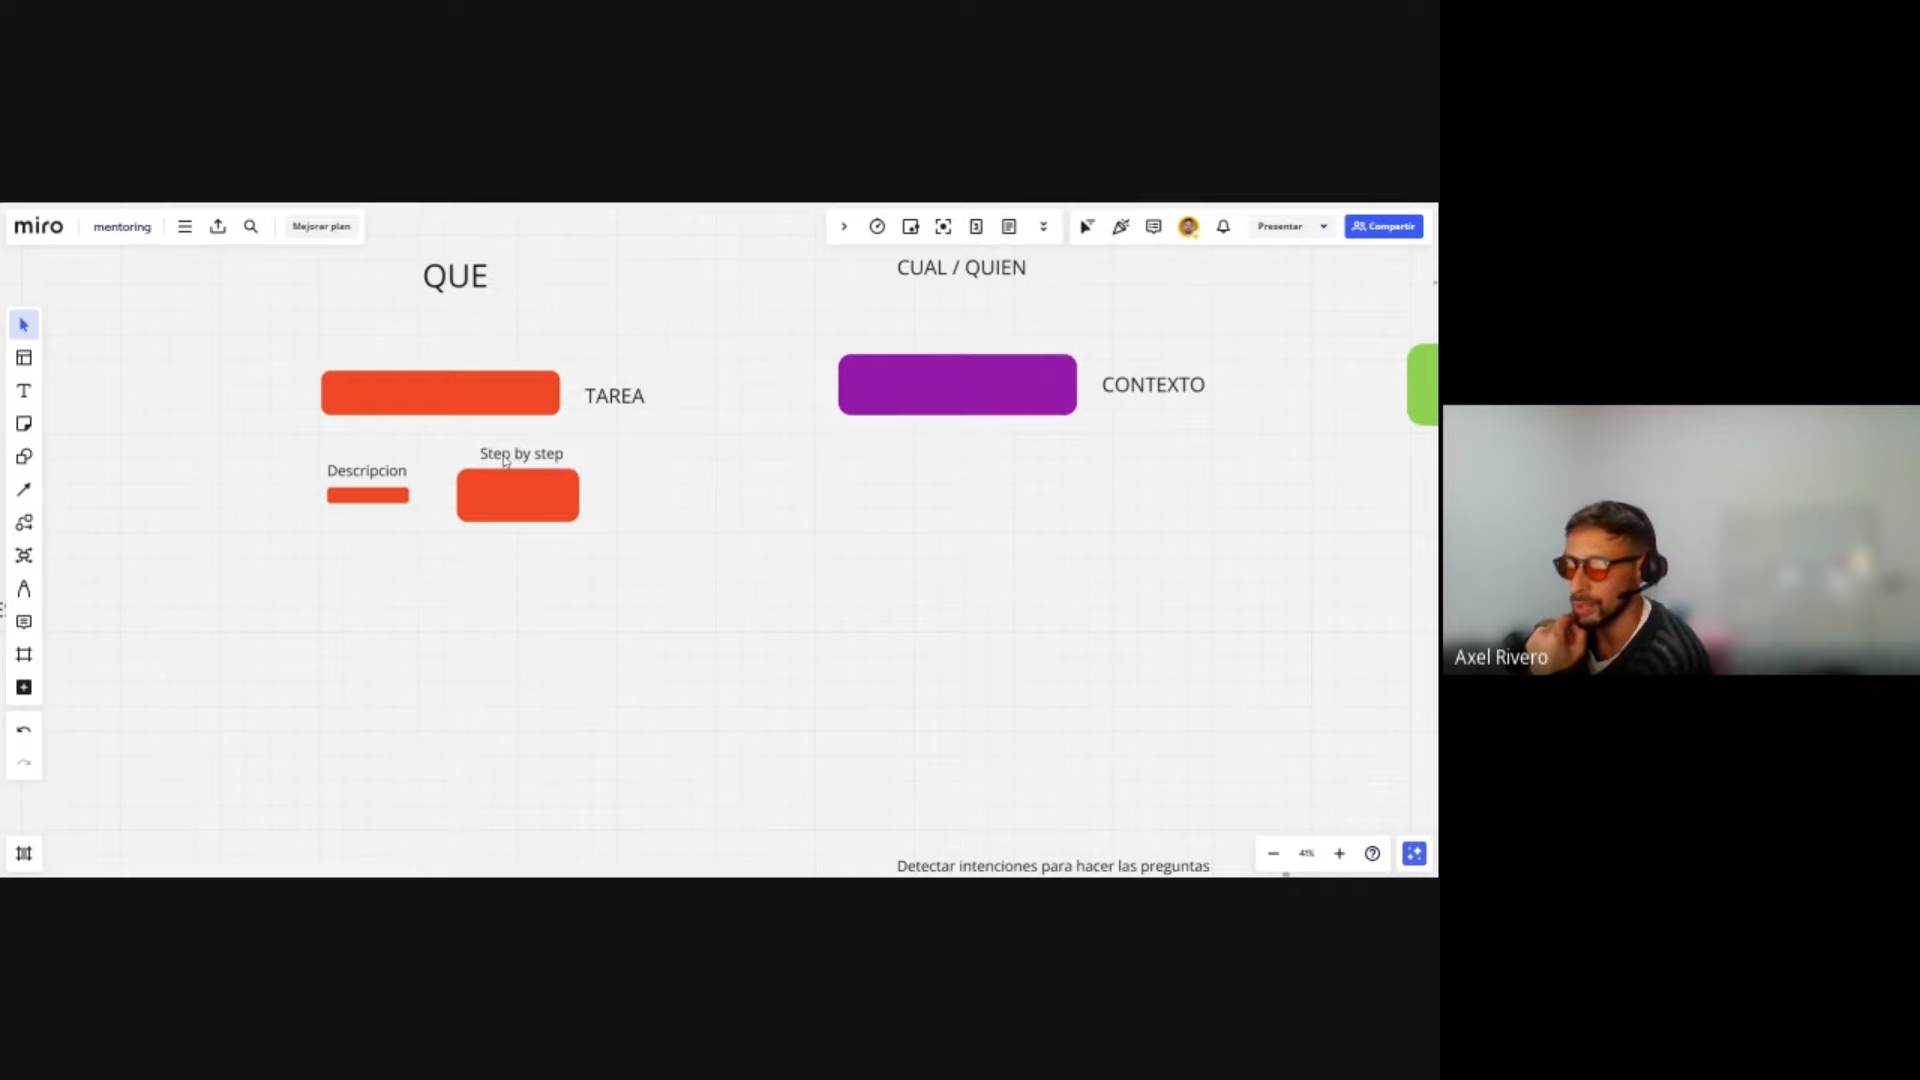 miro
mentoring
Mejorar plan
Presentar
Compartir
QUE
CUAL / QUIEN
TAREA
CONTEXTO
Step by step
Descripcion
Axel Rivero
41%
Detectar intenciones para hacer las preguntas